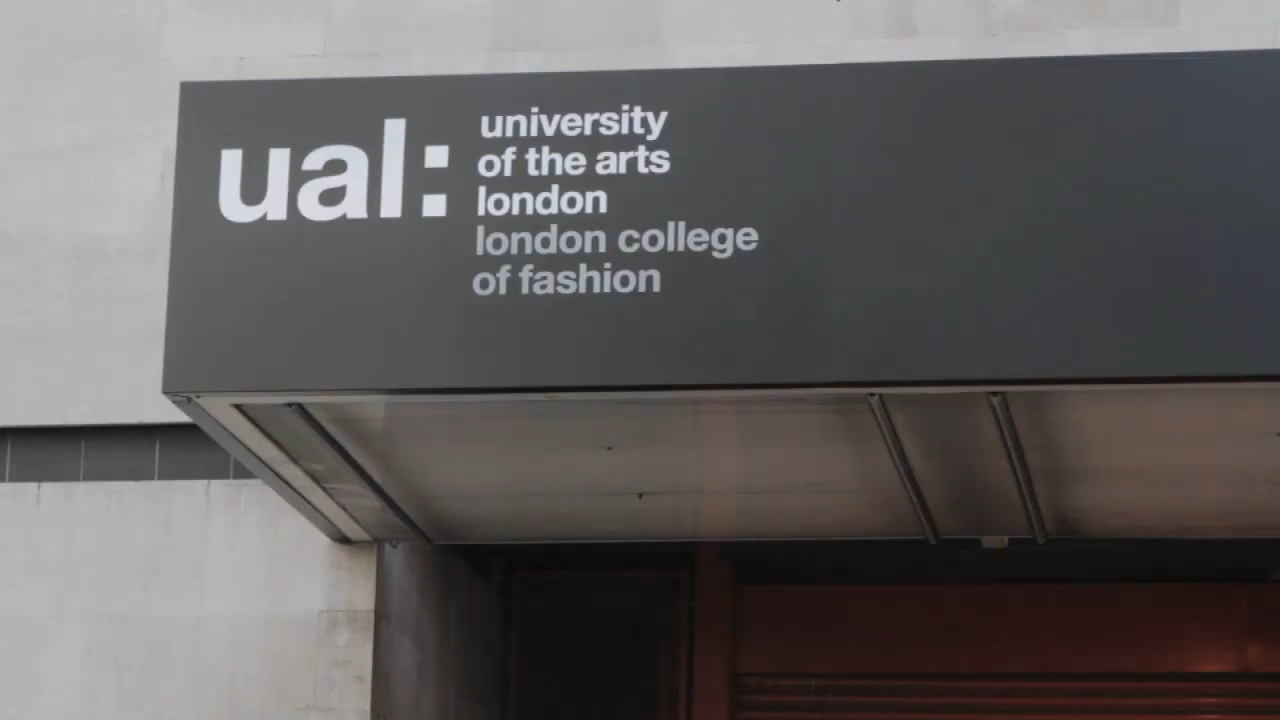 ual:
university
of the arts
london
london college
of fashion